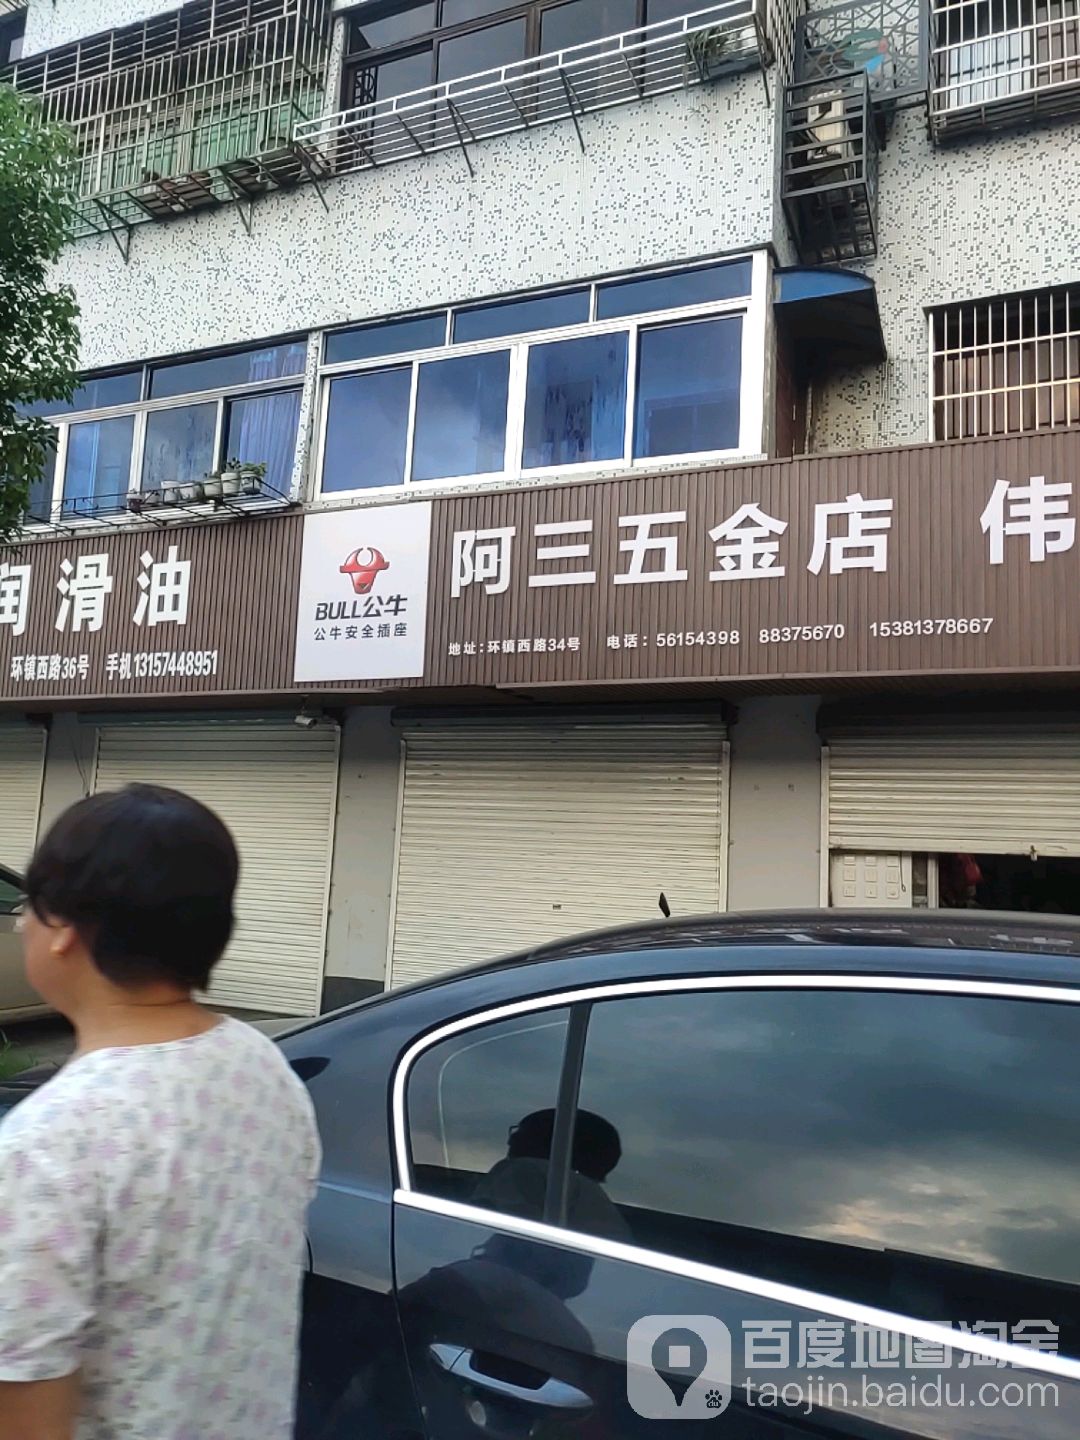 润滑油
环镇西路36号 手机13157448951
BULL公牛
公牛安全插座
阿三五金店
地址:环镇西路34号 电话:56154398 88375670 15381378667
伟
百度地图淘金
taojin.baidu.com